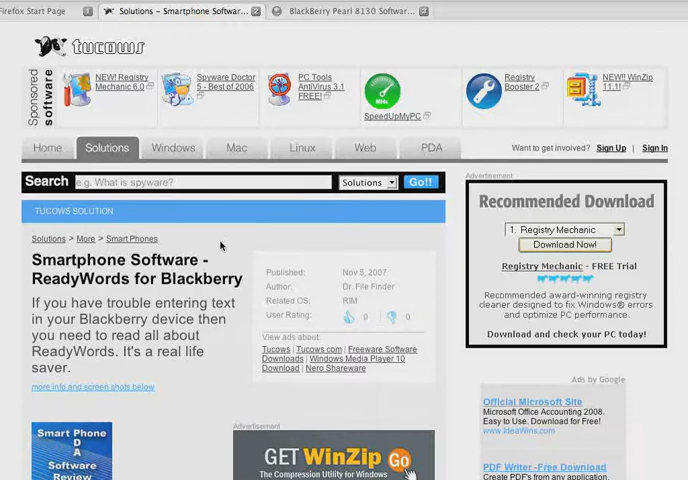 Firefox Start Page
Solutions - Smartphone Softwar...
BlackBerry Pearl 8130 Softwar...
tucows
Sponsored
software
NEW! Registry
Mechanic 6.0
Spyware Doctor
5 - Best of 2006
PC Tools
AntiVirus 3.1
FREE!
MHz
SpeedUpMyPC
Registry
Booster 2
NEW!! WinZip
11.1!
Home
Solutions
Windows
Mac
Linux
Web
PDA
Want to get involved? Sign Up | Sign In
Search
e.g. What is spyware?
Solutions
Go!!
TUCOWS SOLUTION
Solutions > More > Smart Phones
Smartphone Software -
ReadyWords for Blackberry
If you have trouble entering text
in your Blackberry device then
you need to read all about
ReadyWords. It's a real life
saver.
more info and screen shots below
Published: Nov 5, 2007
Author: Dr. File Finder
Related OS: RIM
User Rating: 0 0
View ads about:
Tucows | Tucows com | Freeware Software
Downloads | Windows Media Player 10
Download | Nero Shareware
Smart Phone
P
D
A
Software
Review
Advertisement
GET WinZip Go
The Compression Utility for Windows
Advertisement
Recommended Download
1. Registry Mechanic
Download Now!
Registry Mechanic - FREE Trial
Recommended award-winning registry
cleaner designed to fix Windows® errors
and optimize PC performance.
Download and check your PC today!
Ads by Google
Official Microsoft Site
Microsoft Office Accounting 2008.
Easy to Use. Download for Free!
www.IdeaWins.com
PDF Writer -Free Download
Create PDF's from any application.